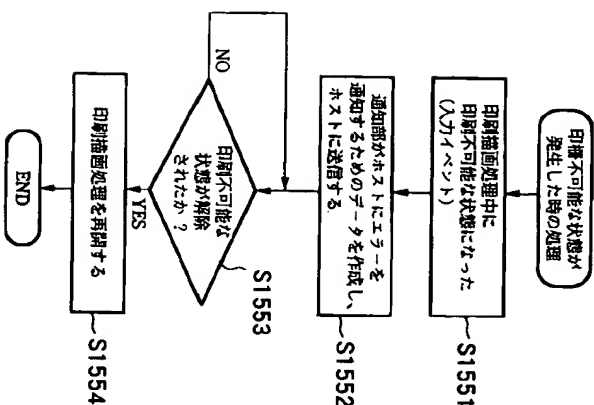 印刷不可能な状態が
発生した時の処理
印刷描画処理中に
印刷不可能な状態になった
(入力イベント)
S1551
通知部がホストにエラーを
通知するためのデータを作成し、
ホストに送信する
S1552
印刷不可能な
状態が解除
されたか?
S1553
NO
YES
印刷描画処理を再開する
S1554
END